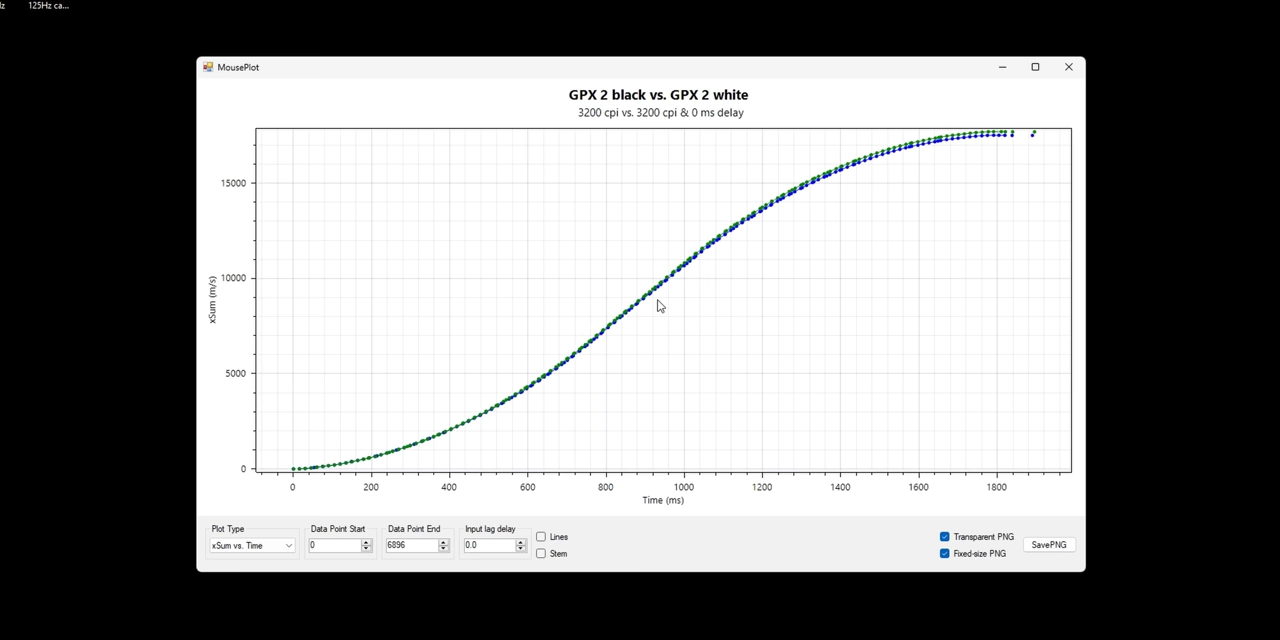 125Hz ca...
MousePlot
GPX 2 black vs. GPX 2 white
3200 cpi vs. 3200 cpi & 0 ms delay
xSum (m/s)
15000
10000
5000
0
0 200 400 600 800 1000 1200 1400 1600 1800
Time (ms)
Plot Type Data Point Start Data Point End Input lag delay
xSum vs. Time 0 6896 0.0
Lines
Stem
Transparent PNG
Fixed-size PNG
SavePNG